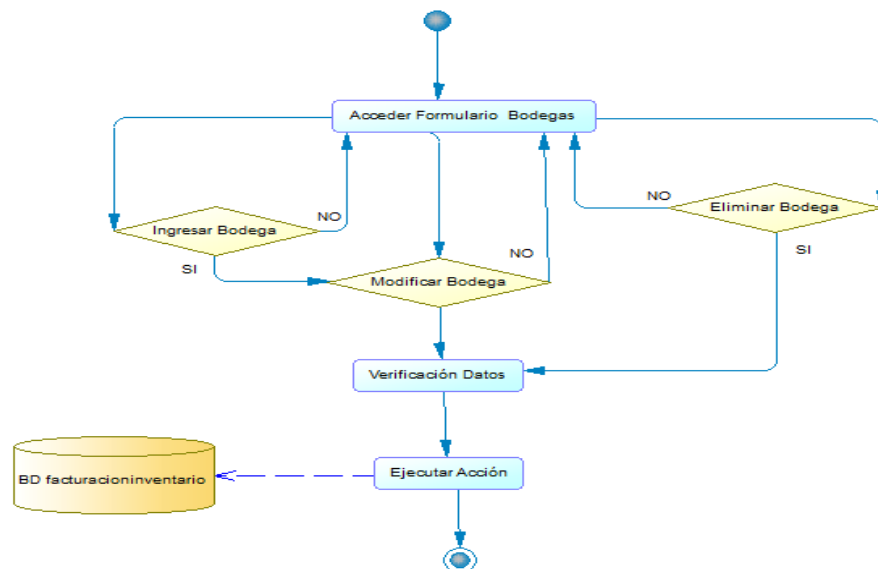 Acceder Formulario Bodegas
NO
Eliminar Bodega
NO
Ingresar Bodega
SI
NO
SI
Modificar Bodega
Verificación Datos
Ejecutar Acción
BD facturacioninventario